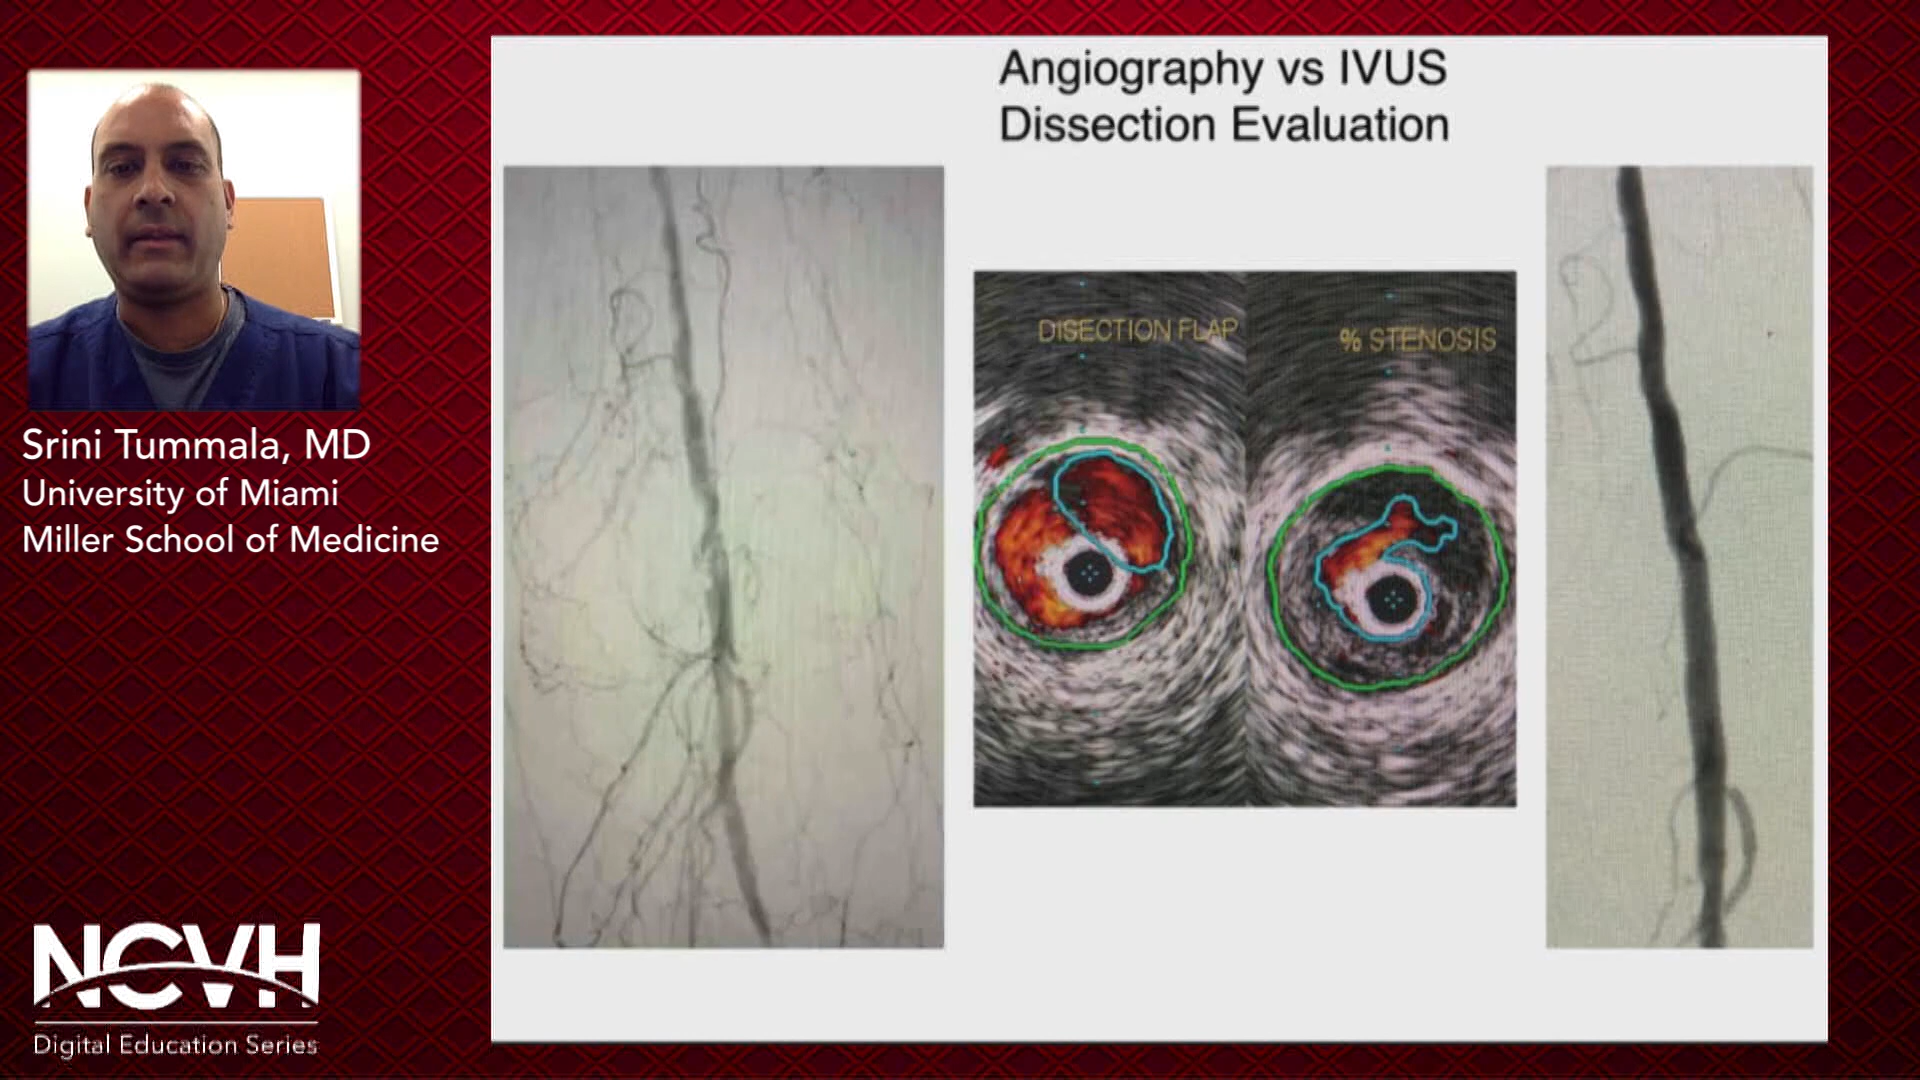 Angiography vs IVUS
Dissection Evaluation
DISECTION FLAP
% STENOSIS
Srini Tummala, MD
University of Miami
Miller School of Medicine
NCVH
Digital Education Series